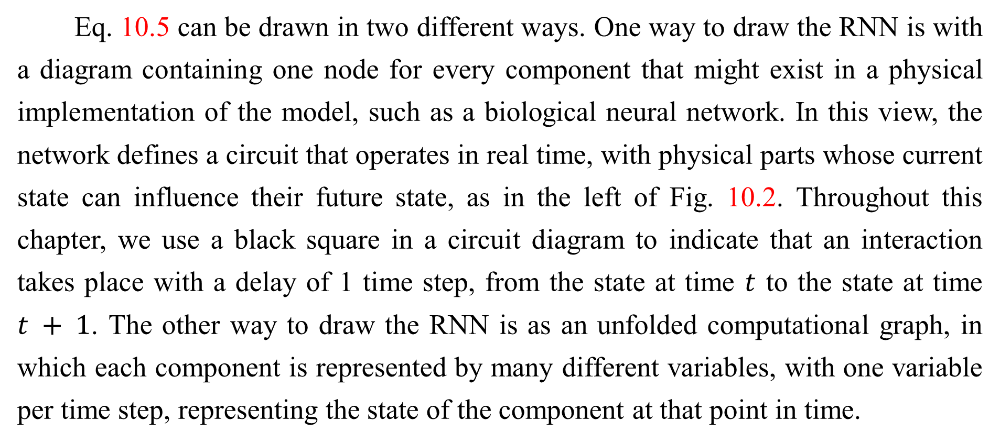 Eq. 10.5 can be drawn in two different ways. One way to draw the RNN is with
a diagram containing one node for every component that might exist in a physical
implementation of the model, such as a biological neural network. In this view, the
network defines a circuit that operates in real time, with physical parts whose current
state can influence their future state, as in the left of Fig. 10.2. Throughout this
chapter, we use a black square in a circuit diagram to indicate that an interaction
takes place with a delay of 1 time step, from the state at time t to the state at time
t + 1. The other way to draw the RNN is as an unfolded computational graph, in
which each component is represented by many different variables, with one variable
per time step, representing the state of the component at that point in time.